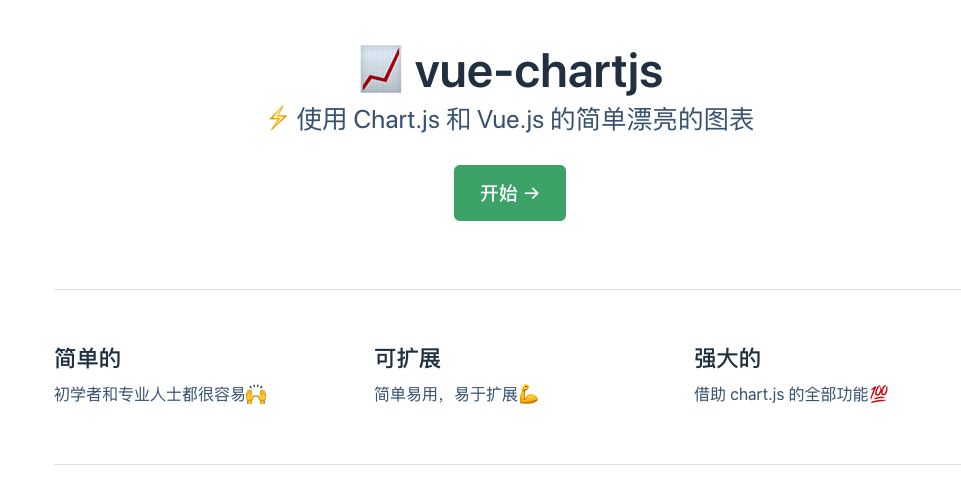 📈 vue-chartjs
⚡ 使用 Chart.js 和 Vue.js 的简单漂亮的图表
开始 →
简单的
初学者和专业人士都很容易🙌
可扩展
简单易用，易于扩展💪
强大的
借助 chart.js 的全部功能💯